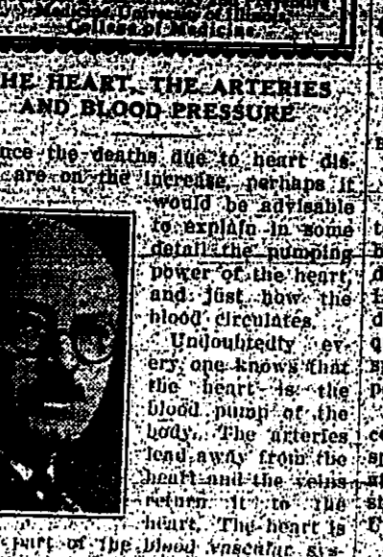 Medicine, University of Illinois,
College of Medicine.
HE HEART, THE ARTERIES
AND BLOOD PRESSURE
nce the deaths due to heart dis-
are on the increase, perhaps it
would be advisable
to explain in some
detail the pumping
power of the heart,
and just how the
blood circulates.
Undoubtedly ev-
ery one knows that
the heart is the
blood pump of the
body. The arteries
lead away from the
heart and the veins
return it to the
heart. The heart is
part of the blood vascular sys-